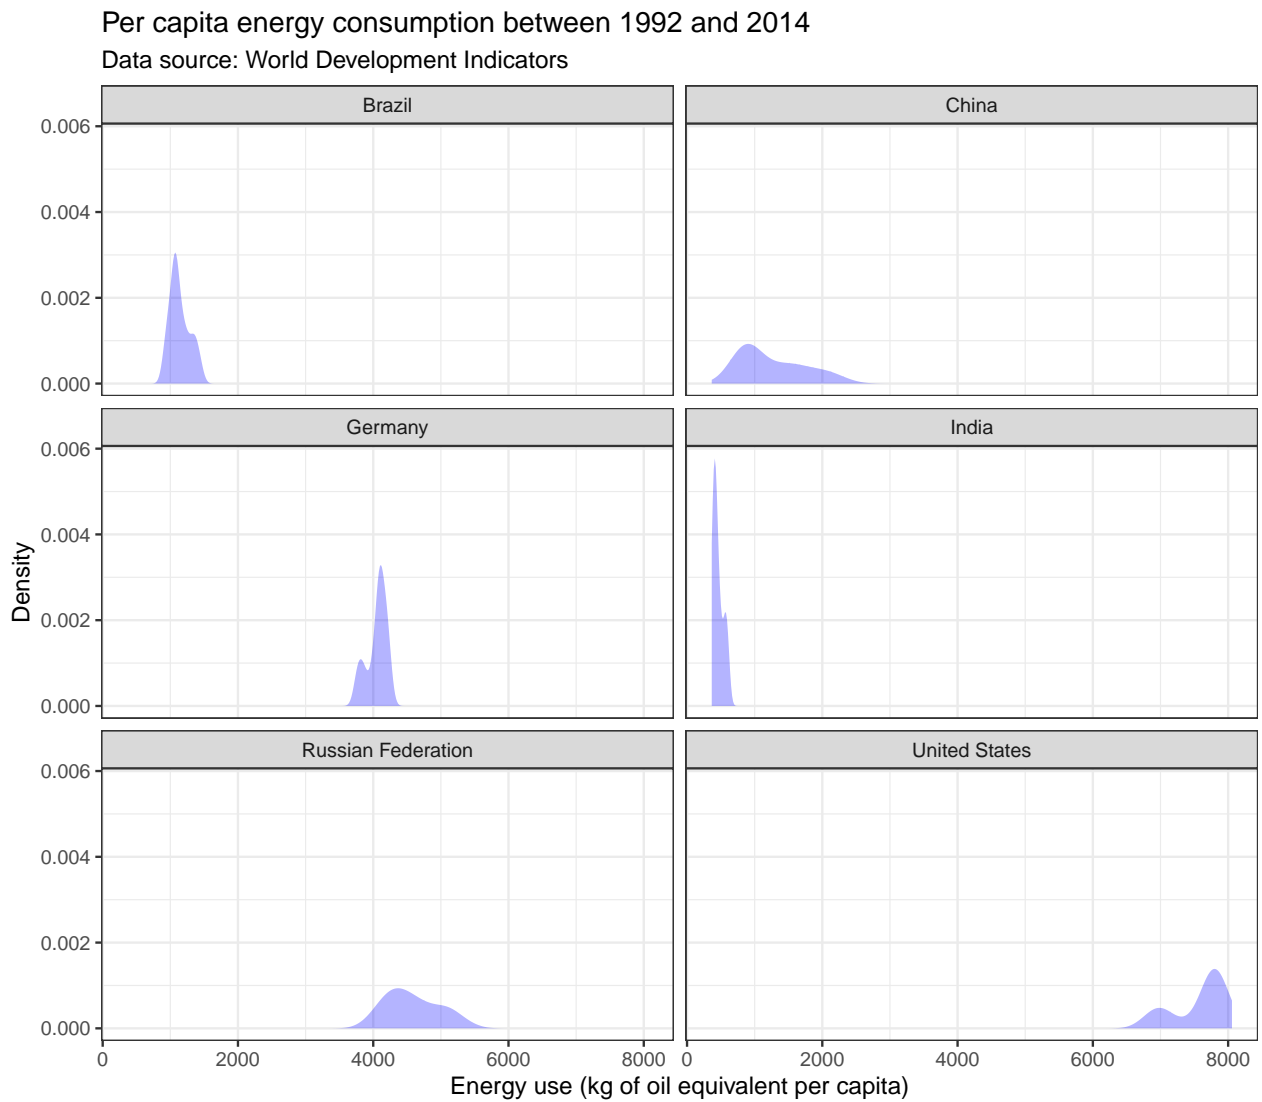 Per capita energy consumption between 1992 and 2014
Data source: World Development Indicators
Brazil
China
0.006
0.004
0.002
0.000
Germany
India
0.006
0.004
0.002
0.000
Density
Russian Federation
United States
0.006
0.004
0.002
0.000
0 2000 4000 6000 8000 0 2000 4000 6000 8000
Energy use (kg of oil equivalent per capita)